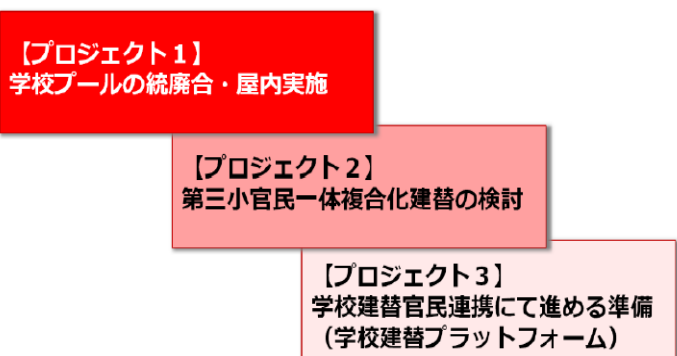 【プロジェクト１】
学校プールの統廃合・屋内実施
【プロジェクト２】
第三小官民一体複合化建替の検討
【プロジェクト３】
学校建替官民連携にて進める準備
（学校建替プラットフォーム）